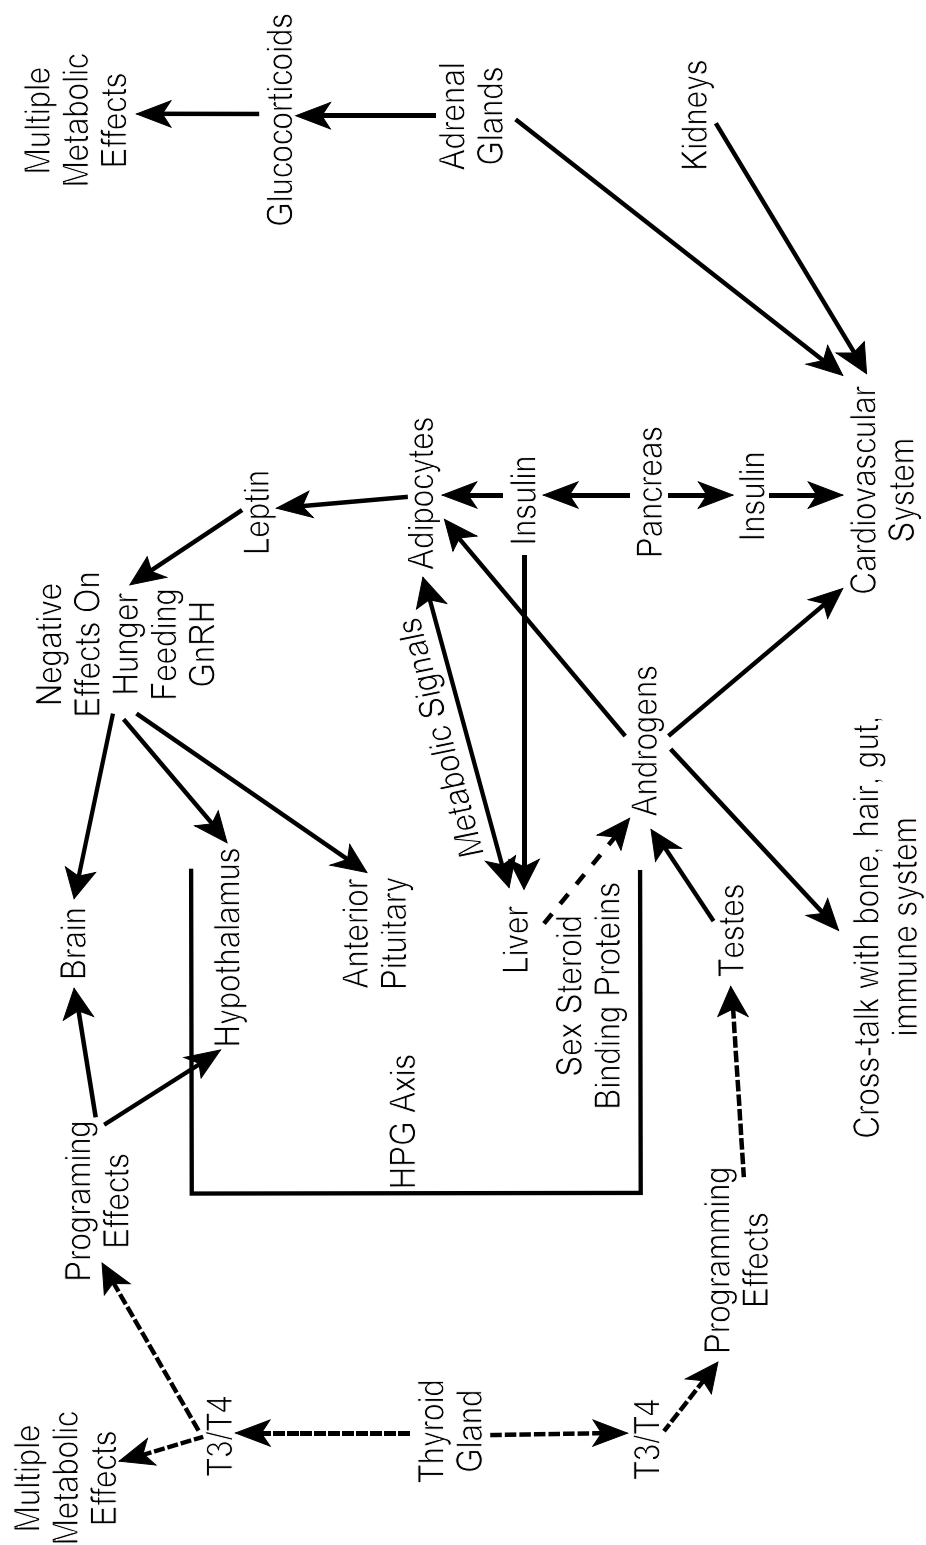 Multiple
Metabolic
Effects
T3/T4
Thyroid
Gland
T3/T4
Programing
Effects
Programming
Effects
Brain
Hypothalamus
Anterior
Pituitary
HPG Axis
Liver
Sex Steroid
Binding Proteins
Testes
Cross-talk with bone, hair, gut,
immune system
Negative
Effects On
Hunger
Feeding
GnRH
Metabolic Signals
Androgens
Leptin
Adipocytes
Insulin
Pancreas
Insulin
Cardiovascular
System
Multiple
Metabolic
Effects
Glucocorticoids
Adrenal
Glands
Kidneys